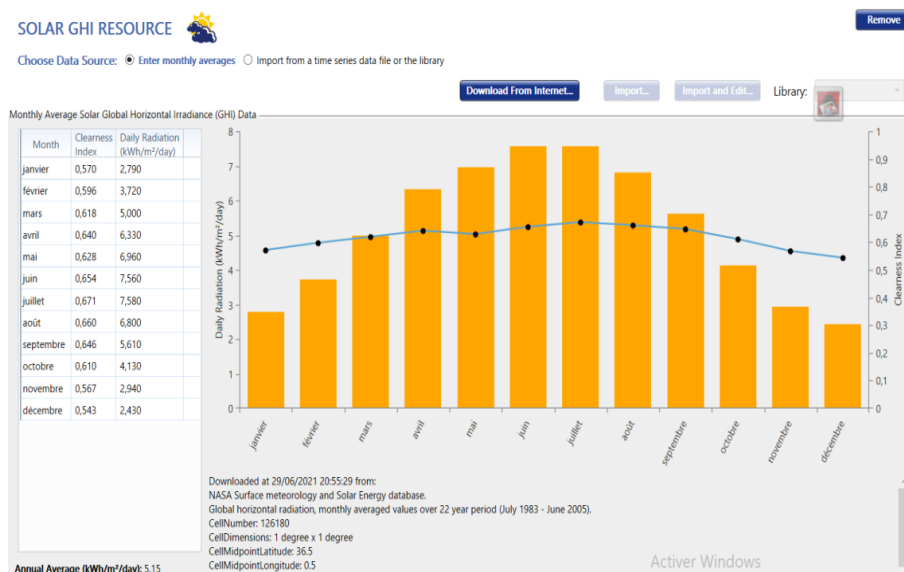 SOLAR GHI RESOURCE
Remove
Choose Data Source: Enter monthly averages Import from a time series data file or the library
Download From Internet... Import... Import and Edit... Library:
Monthly Average Solar Global Horizontal Irradiance (GHI) Data
Month Clearness Index Daily Radiation (kWh/m²/day)
janvier 0,570 2,790
février 0,596 3,720
mars 0,618 5,000
avril 0,640 6,330
mai 0,628 6,960
juin 0,654 7,560
juillet 0,671 7,580
août 0,660 6,800
septembre 0,646 5,610
octobre 0,610 4,130
novembre 0,567 2,940
décembre 0,543 2,430
Daily Radiation (kWh/m²/day)
8
7
6
5
4
3
2
1
0
1
0,9
0,8
0,7
0,6
0,5
0,4
0,3
0,2
0,1
0
Clearness Index
janvier février mars avril mai juin juillet août septembre octobre novembre décembre
Downloaded at 29/06/2021 20:55:29 from:
NASA Surface meteorology and Solar Energy database.
Global horizontal radiation, monthly averaged values over 22 year period (July 1983 - June 2005).
CellNumber: 126180
CellDimensions: 1 degree x 1 degree
CellMidpointLatitude: 36.5
CellMidpointLongitude: 0.5
Annual Average (kWh/m²/day): 5.15
Activer Windows